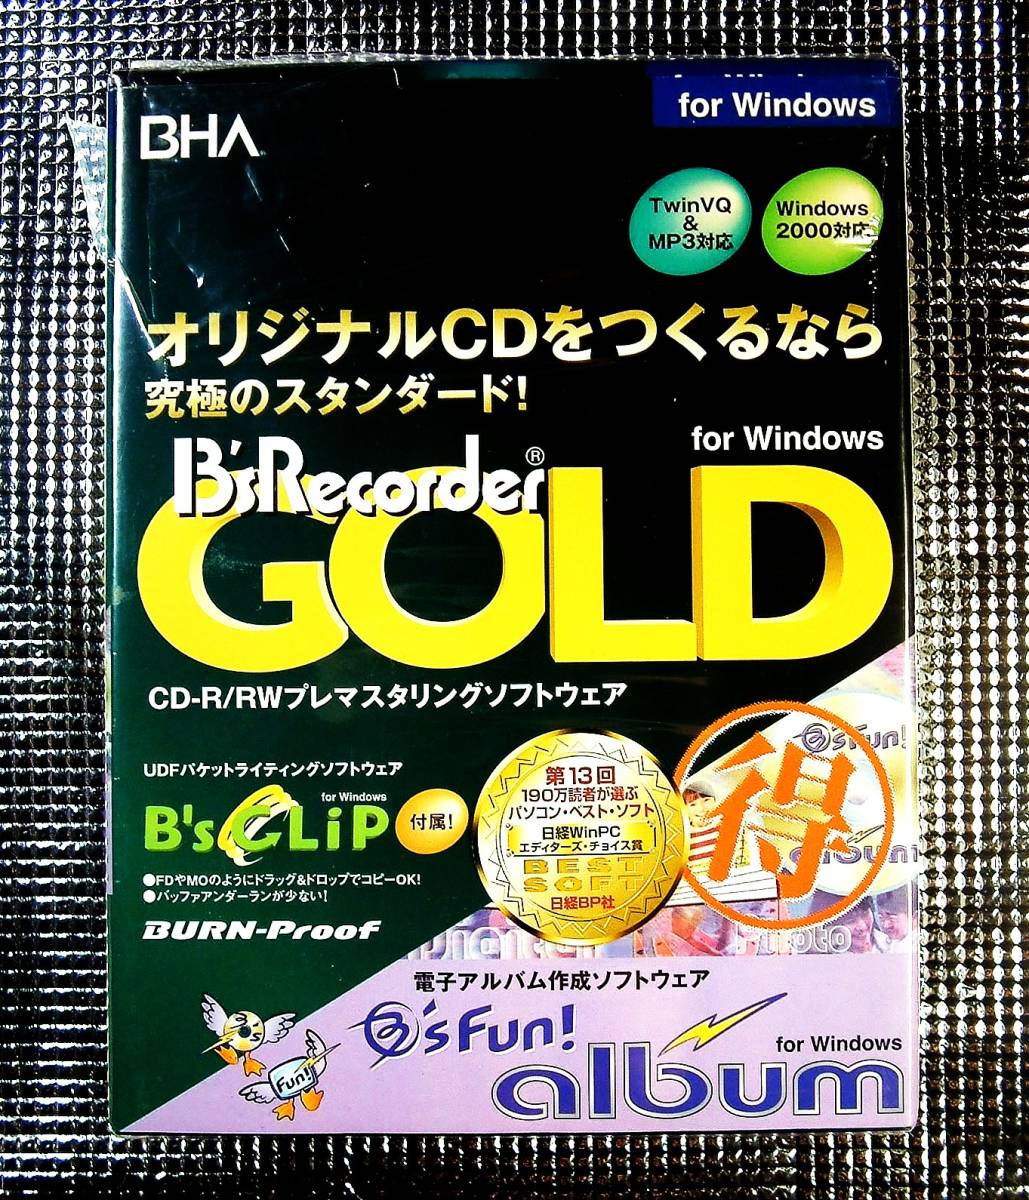 for Windows
BHA
for Windows
TwinVQ
&
MP3対応
Windows
2000対応
オリジナルCDをつくるなら
究極のスタンダード!
for Windows
B'sRecorder®
GOLD
CD-R/RWプレマスタリングソフトウェア
UDFパケットライティングソフトウェア
for Windows
B's CLiP
付属!
●FDやMOのようにドラッグ&ドロップでコピーOK!
●バッファアンダーランが少ない!
BURN-Proof
第13回
190万読者が選ぶ
パソコン・ベスト・ソフト
日経WinPC
エディターズ・チョイス賞
BEST
SOFT
日経BP社
得
B'sFun!
album
Photo
電子アルバム作成ソフトウェア
B'sFun!
for Windows
album
Fun!